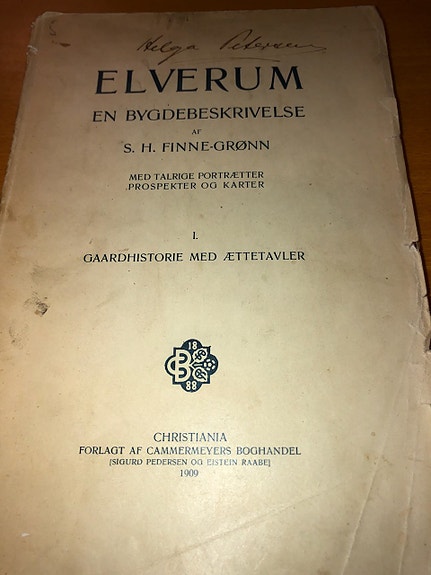 Helga Petersen
ELVERUM
EN BYGDEBESKRIVELSE
AF
S. H. FINNE-GRØNN
MED TALRIGE PORTRÆTTER
PROSPEKTER OG KARTER
I.
GAARDHISTORIE MED ÆTTETAVLER
18
CB
88
CHRISTIANIA
FORLAGT AF CAMMERMEYERS BOGHANDEL
[SIGURD PEDERSEN OG EISTEIN RAABE]
1909